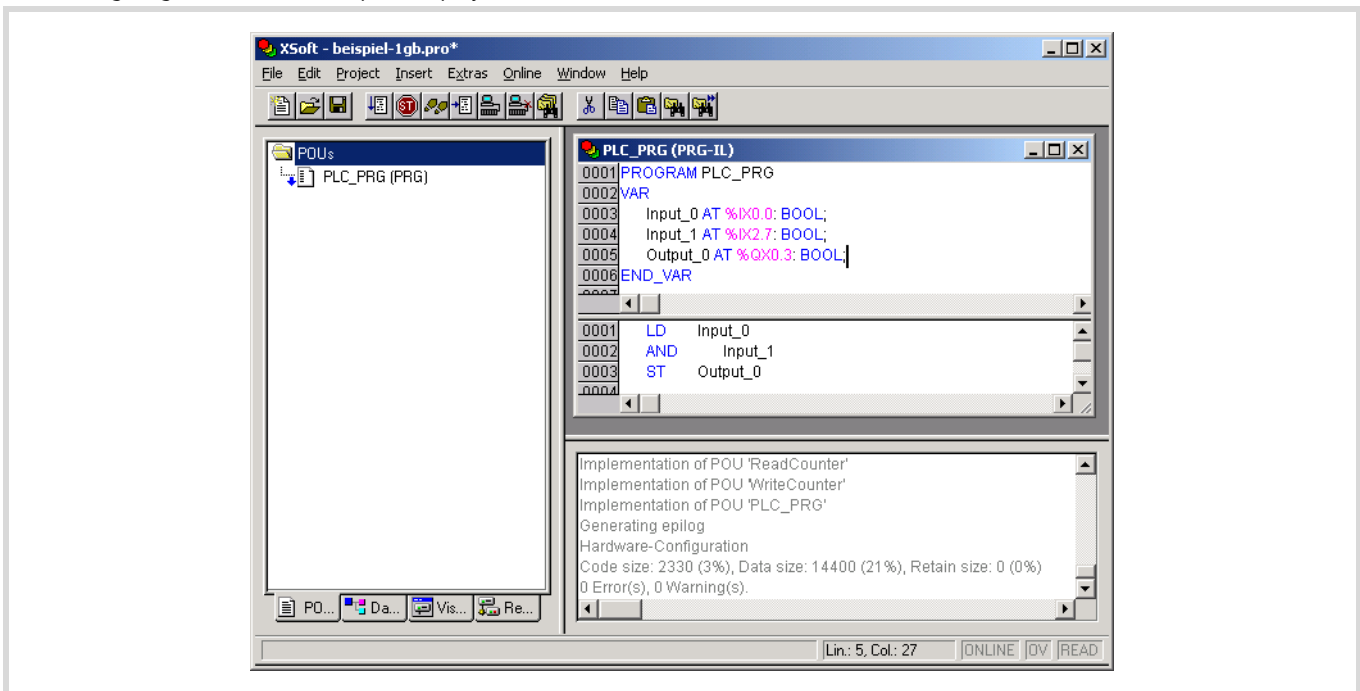 XSoft - beispiel-1gb.pro*
File Edit Project Insert Extras Online Window Help
ST
POUs
PLC_PRG (PRG)
PO... Da... Vis... Re...
PLC_PRG (PRG-IL)
0001 PROGRAM PLC_PRG
0002 VAR
0003 Input_0 AT %IX0.0: BOOL;
0004 Input_1 AT %IX2.7: BOOL;
0005 Output_0 AT %QX0.3: BOOL;
0006 END_VAR
0007
0001 LD Input_0
0002 AND Input_1
0003 ST Output_0
0004
Implementation of POU 'ReadCounter'
Implementation of POU 'WriteCounter'
Implementation of POU 'PLC_PRG'
Generating epilog
Hardware-Configuration
Code size: 2330 (3%), Data size: 14400 (21%), Retain size: 0 (0%)
0 Error(s), 0 Warning(s).
Lin.: 5, Col.: 27 ONLINE OV READ